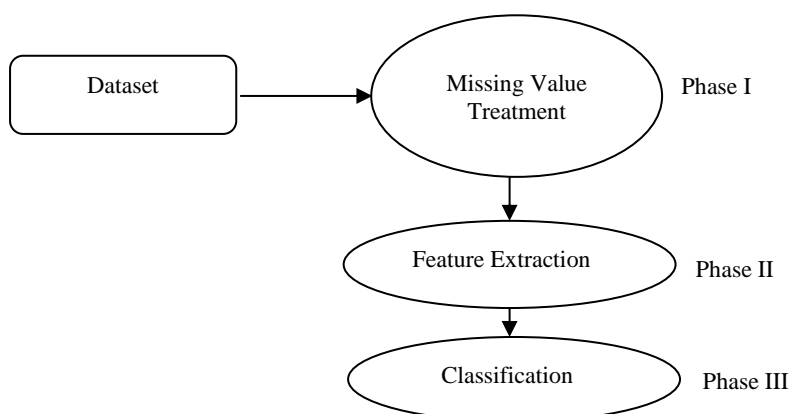 Dataset
Missing Value
Treatment
Phase I
Feature Extraction
Phase II
Classification
Phase III